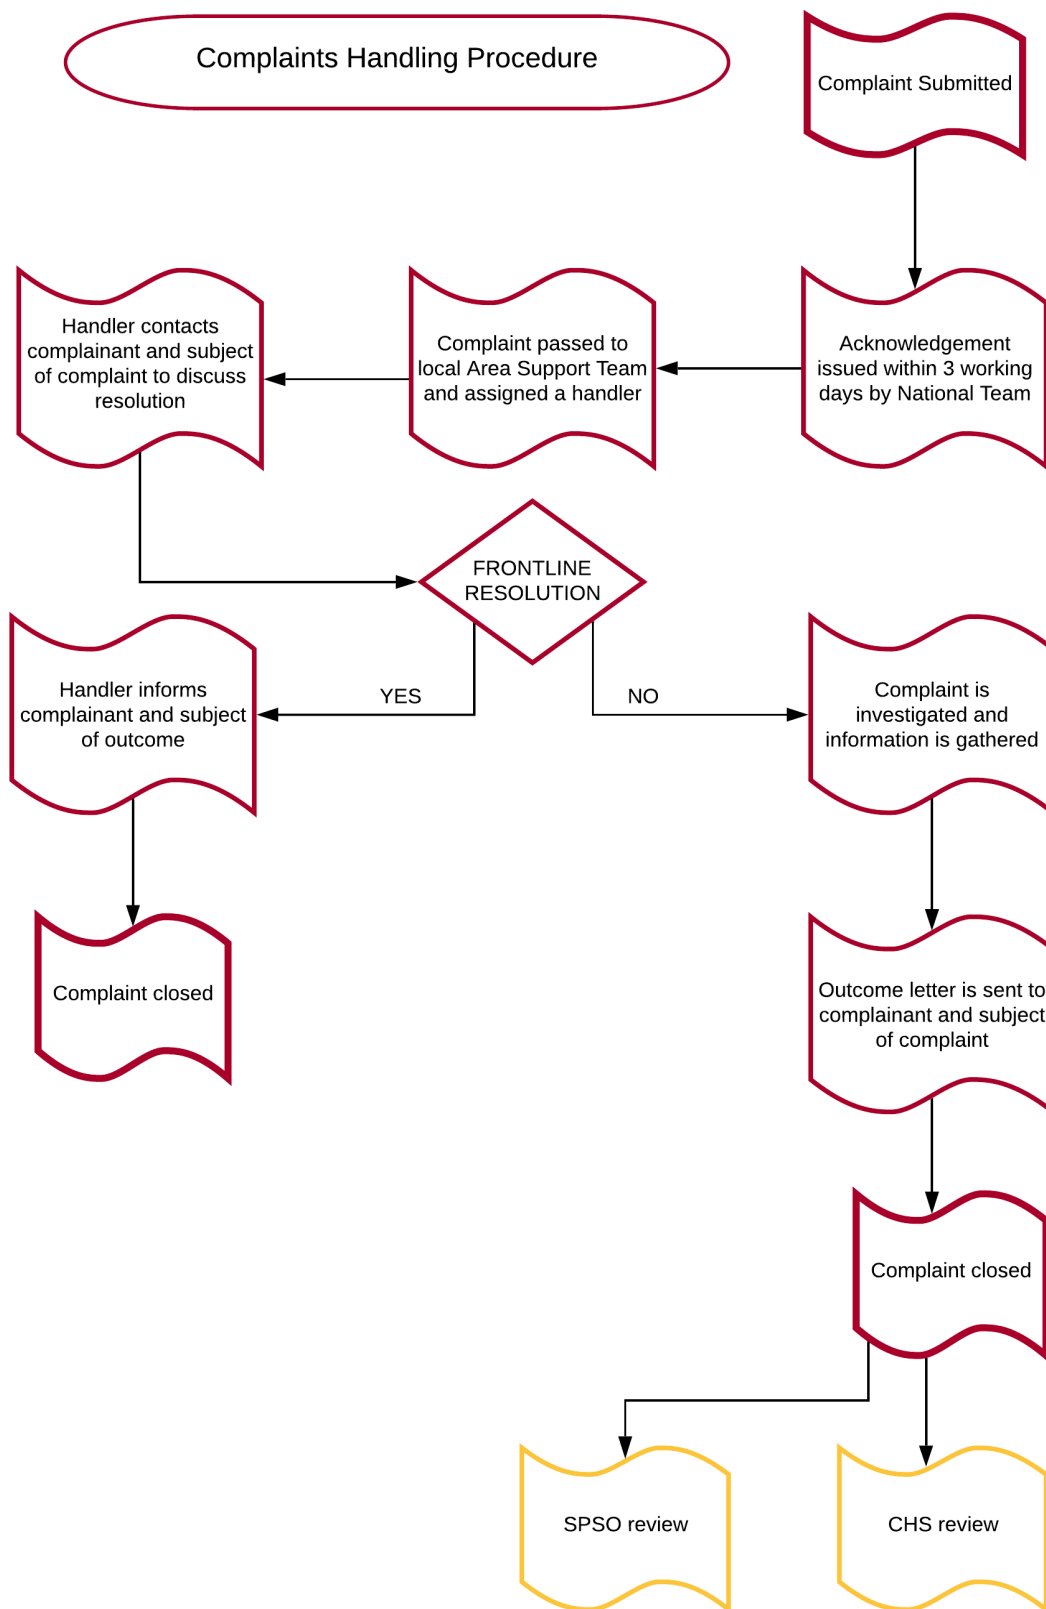 Complaints Handling Procedure
Complaint Submitted
Acknowledgement
issued within 3 working
days by National Team
Complaint passed to
local Area Support Team
and assigned a handler
Handler contacts
complainant and subject
of complaint to discuss
resolution
FRONTLINE
RESOLUTION
YES
NO
Handler informs
complainant and subject
of outcome
Complaint closed
Complaint is
investigated and
information is gathered
Outcome letter is sent to
complainant and subject
of complaint
Complaint closed
SPSO review
CHS review